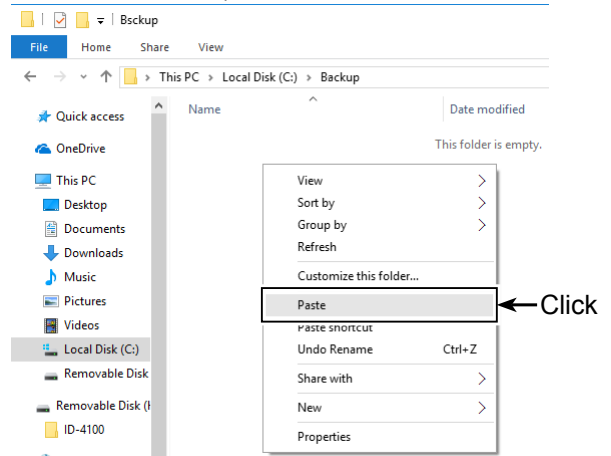 Bsckup
File Home Share View
This PC > Local Disk (C:) > Backup
Name Date modified
This folder is empty.
Quick access
OneDrive
This PC
Desktop
Documents
Downloads
Music
Pictures
Videos
Local Disk (C:)
Removable Disk
Removable Disk (
ID-4100
View
Sort by
Group by
Refresh
Customize this folder...
Paste
Paste shortcut
Undo Rename Ctrl+Z
Share with
New
Properties
Click